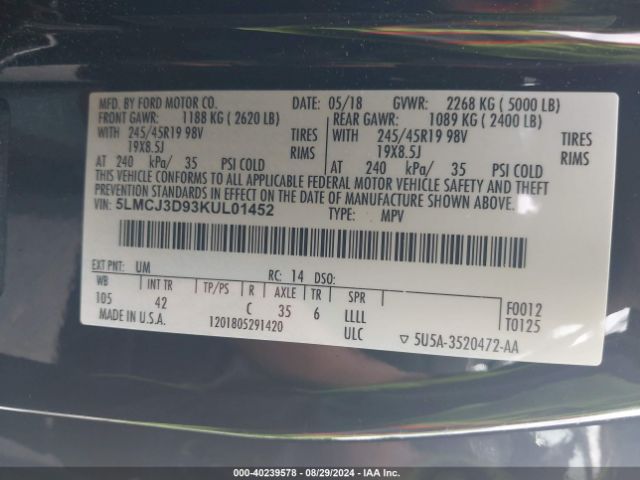 MFD. BY FORD MOTOR CO. DATE: 05/18 GVWR: 2268 KG ( 5000 LB)
FRONT GAWR: 1188 KG ( 2620 LB) REAR GAWR: 1089 KG ( 2400 LB)
WITH 245/45R19 98V TIRES WITH 245/45R19 98V TIRES
19X8.5J RIMS 19X8.5J RIMS
AT 240 kPa/ 35 PSI COLD AT 240 kPa/ 35 PSI COLD
THIS VEHICLE CONFORMS TO ALL APPLICABLE FEDERAL MOTOR VEHICLE SAFETY AND THEFT
PREVENTION STANDARDS IN EFFECT ON THE DATE OF MANUFACTURE SHOWN ABOVE.
VIN: 5LMCJ3D93KUL01452 TYPE: MPV
EXT PNT: UM RC: 14 DSO:
WB INT TR TP/PS R AXLE TR SPR F0012
105 42 C 35 6 LLLL T0125
MADE IN U.S.A. 1201805291420 ULC ▽ 5U5A-3520472-AA
000-40239578 - 08/29/2024 - IAA Inc.